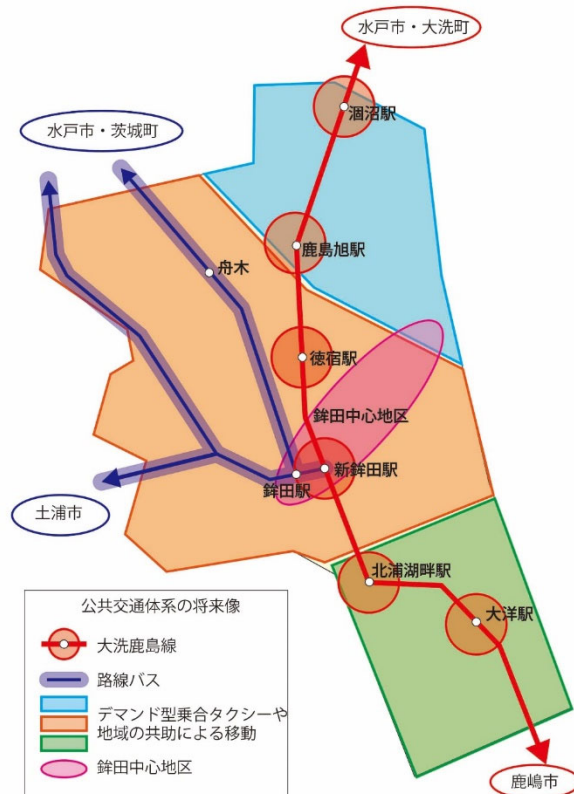 水戸市・大洗町
涸沼駅
水戸市・茨城町
鹿島旭駅
舟木
徳宿駅
鉾田中心地区
新鉾田駅
鉾田駅
土浦市
北浦湖畔駅
大洋駅
公共交通体系の将来像
大洗鹿島線
路線バス
デマンド型乗合タクシーや
地域の共助による移動
鉾田中心地区
鹿嶋市